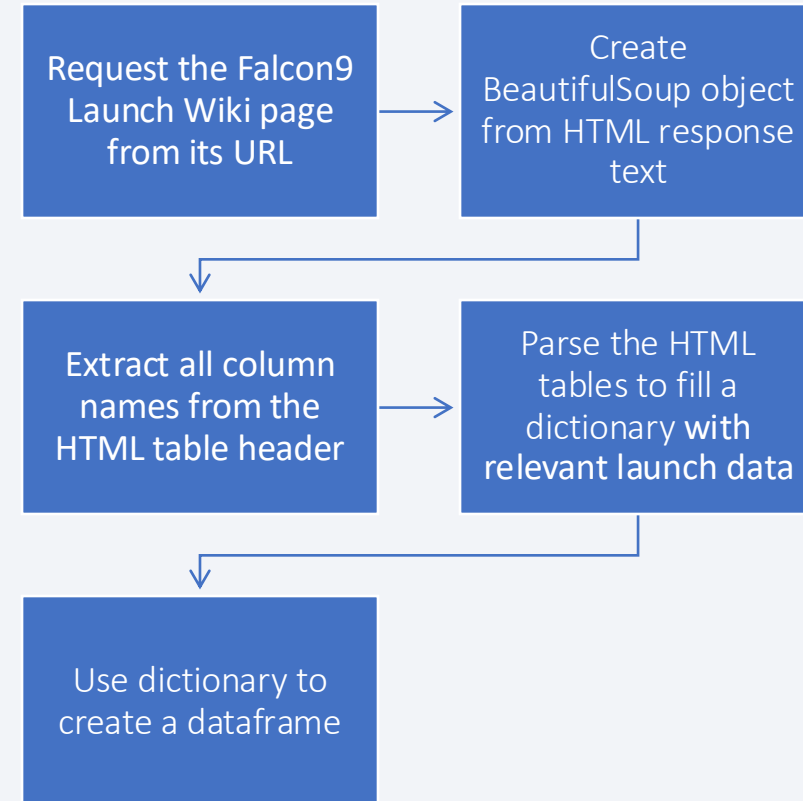 Request the Falcon9
Launch Wiki page
from its URL
Create
BeautifulSoup object
from HTML response
text
Extract all column
names from the
HTML table header
Parse the HTML
tables to fill a
dictionary with
relevant launch data
Use dictionary to
create a dataframe